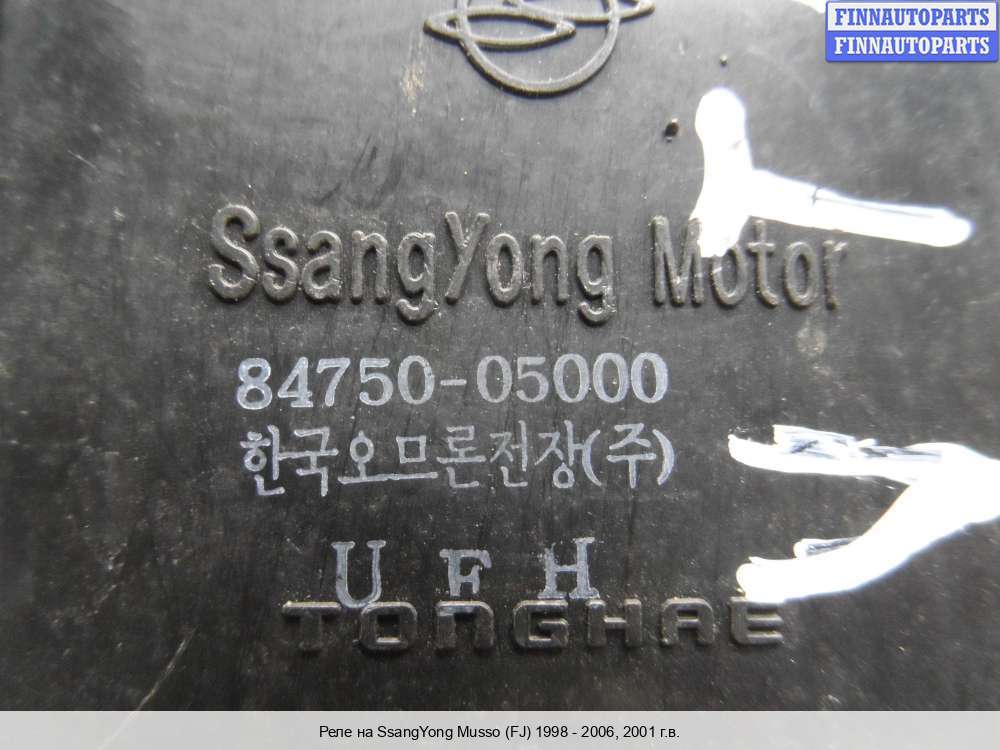 FINNAUTOPARTS
FINNAUTOPARTS
SsangYong Motor
84750-05000
한국오므론전장(주)
U F H
TONGHAE
Реле на SsangYong Musso (FJ) 1998 - 2006, 2001 г.в.